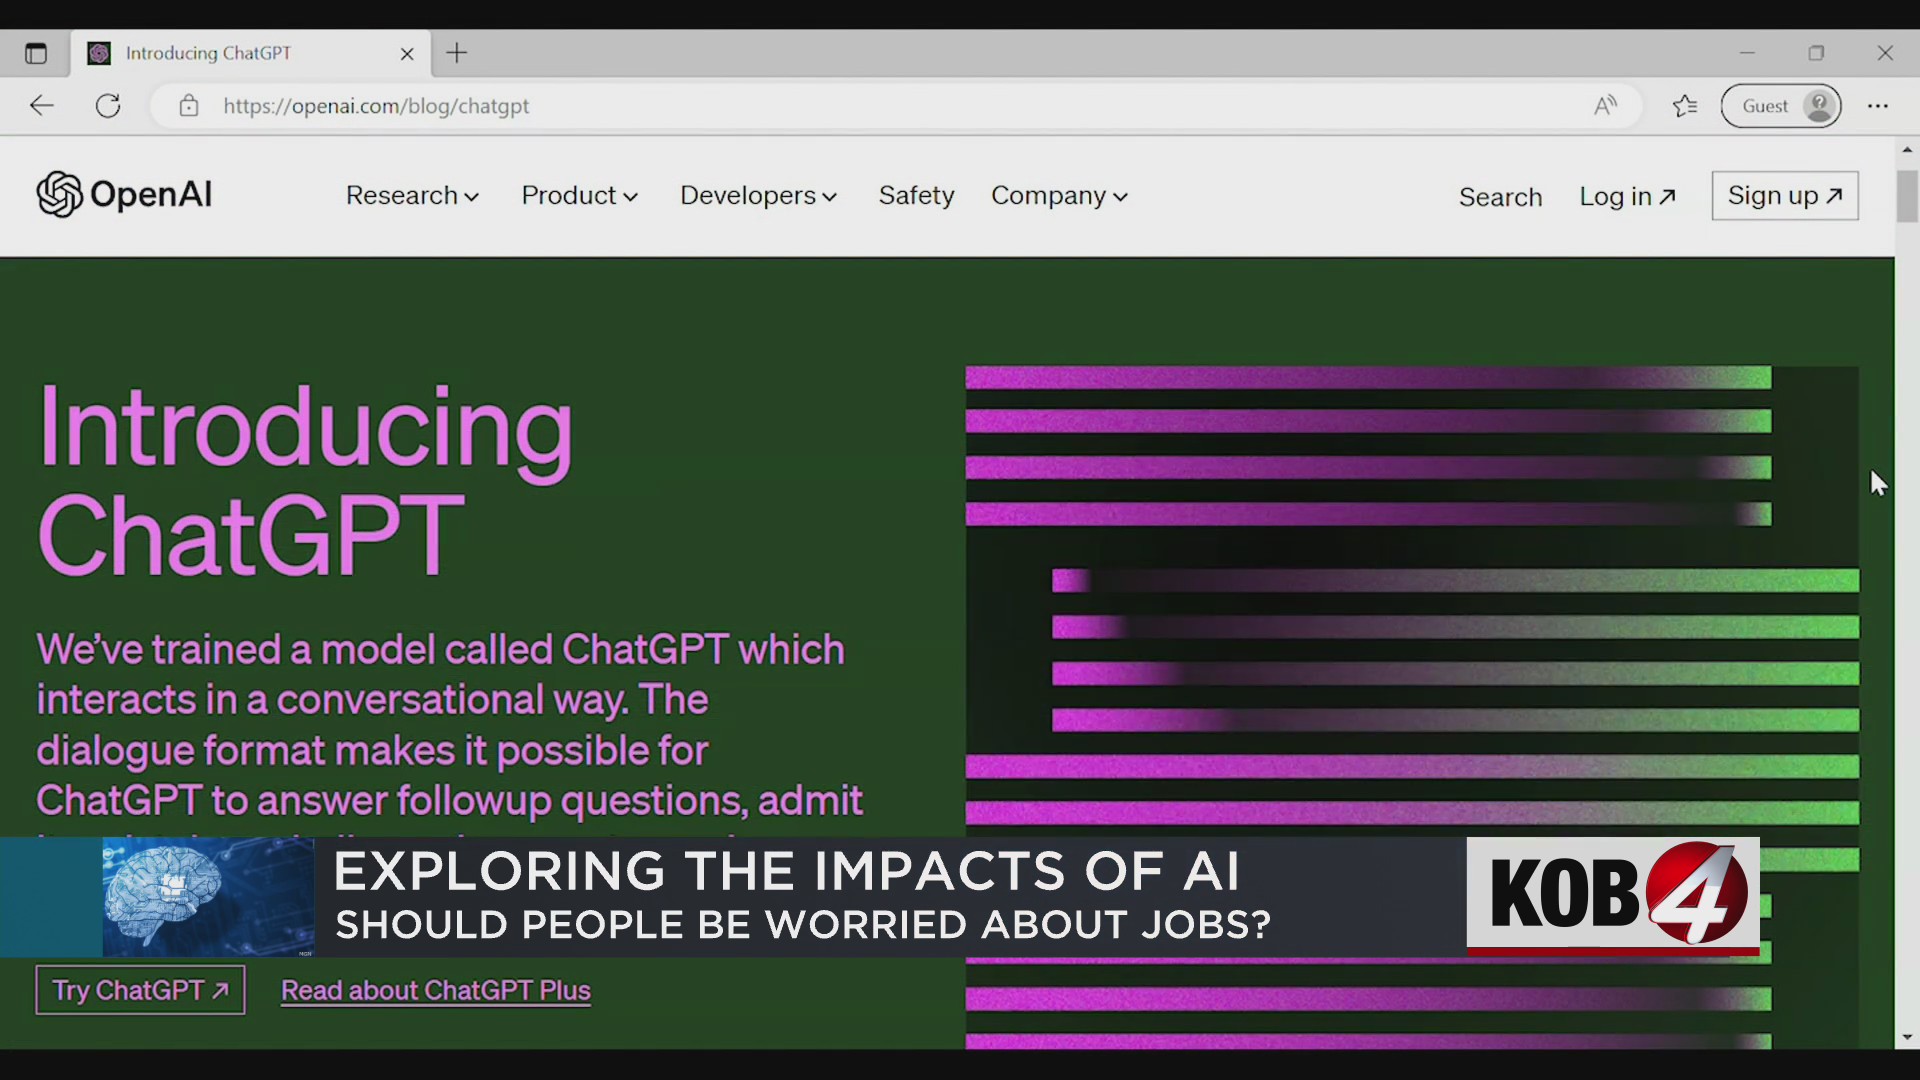 Introducing ChatGPT
https://openai.com/blog/chatgpt
Guest
OpenAI
Research
Product
Developers
Safety
Company
Search
Log in
Sign up
Introducing
ChatGPT
We've trained a model called ChatGPT which
interacts in a conversational way. The
dialogue format makes it possible for
ChatGPT to answer followup questions, admit
EXPLORING THE IMPACTS OF AI
SHOULD PEOPLE BE WORRIED ABOUT JOBS?
KOB 4
Try ChatGPT
Read about ChatGPT Plus